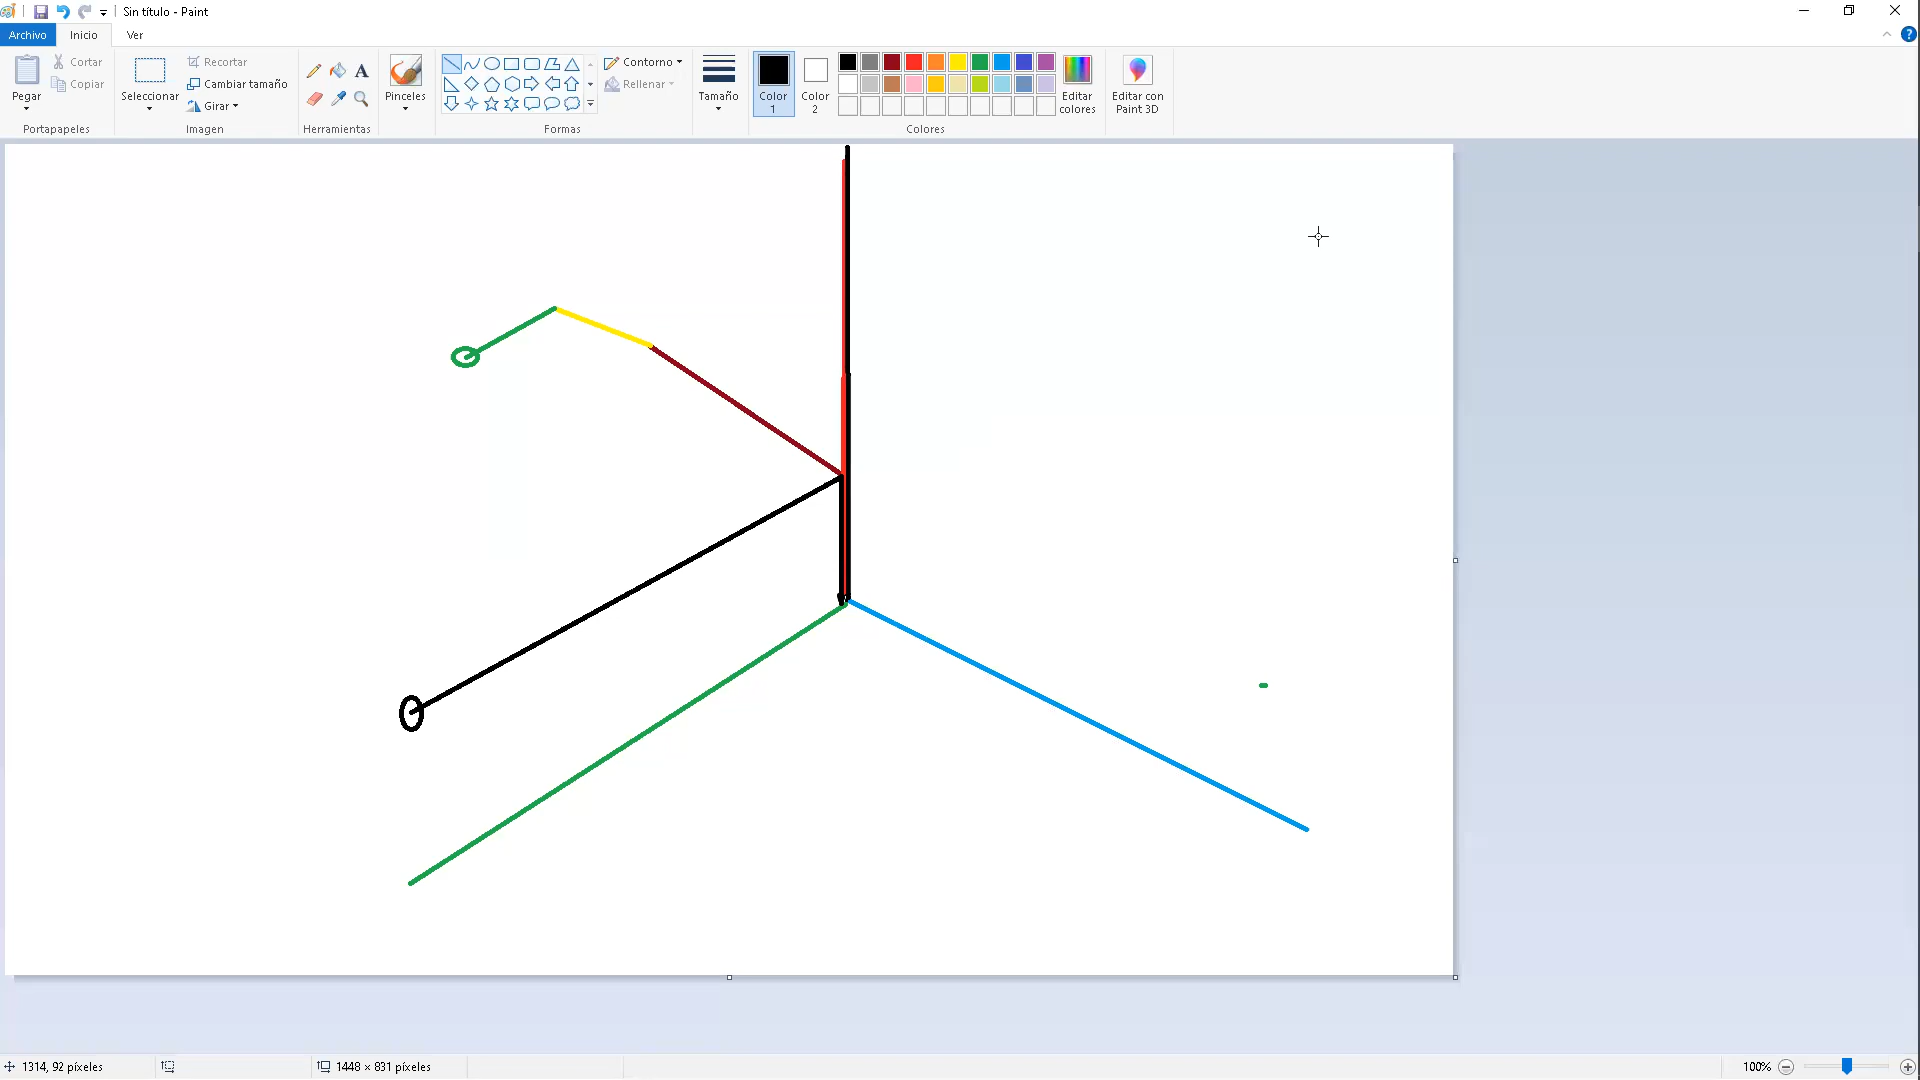 Sin título - Paint
Archivo Inicio Ver
Pegar
Cortar
Copiar
Portapapeles
Seleccionar
Recortar
Cambiar tamaño
Girar
Imagen
A
Herramientas
Pinceles
Contorno
Rellenar
Formas
Tamaño
Color 1
Color 2
Editar colores
Colores
Editar con Paint 3D
1314, 92 píxeles
1448 × 831 píxeles
100%